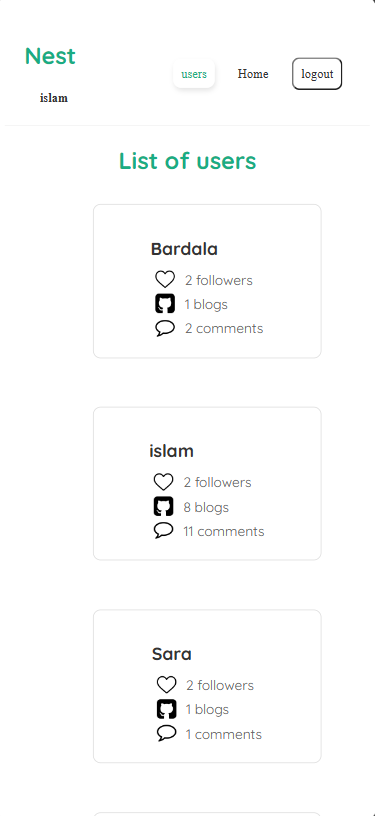 Nest
islam
users
Home
logout
List of users
Bardala
2 followers
1 blogs
2 comments
islam
2 followers
8 blogs
11 comments
Sara
2 followers
1 blogs
1 comments